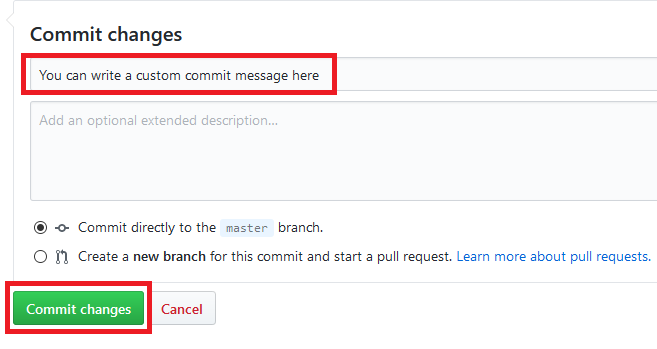 Commit changes
You can write a custom commit message here
Add an optional extended description...
Commit directly to the master branch.
Create a new branch for this commit and start a pull request. Learn more about pull requests.
Commit changes Cancel